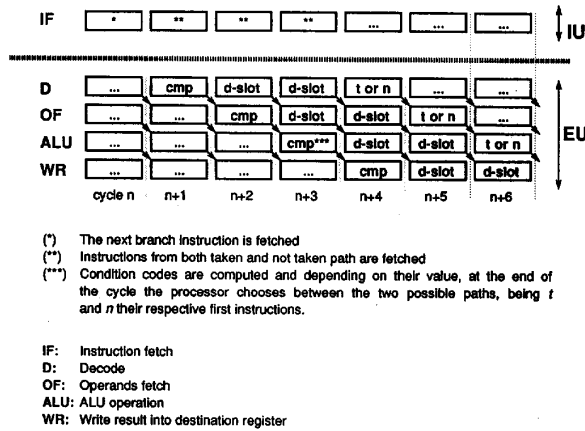 IF * ** ** ** ... ... ... IU
D ... cmp d-slot d-slot t or n ... ...
OF ... ... cmp d-slot d-slot t or n ... EU
ALU ... ... ... cmp*** d-slot d-slot t or n
WR ... ... ... ... cmp d-slot d-slot
cycle n n+1 n+2 n+3 n+4 n+5 n+6
(*) The next branch instruction is fetched
(**) Instructions from both taken and not taken path are fetched
(***) Condition codes are computed and depending on their value, at the end of
the cycle the processor chooses between the two possible paths, being t
and n their respective first instructions.
IF: Instruction fetch
D: Decode
OF: Operands fetch
ALU: ALU operation
WR: Write result into destination register